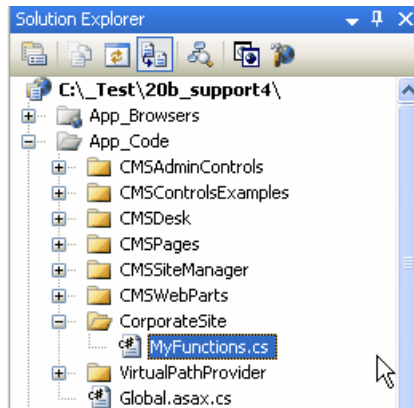 Solution Explorer
C:\_Test\20b_support4\
App_Browsers
App_Code
CMSAdminControls
CMSControlsExamples
CMSDesk
CMSPages
CMSSiteManager
CMSWebParts
CorporateSite
MyFunctions.cs
VirtualPathProvider
Global.asax.cs